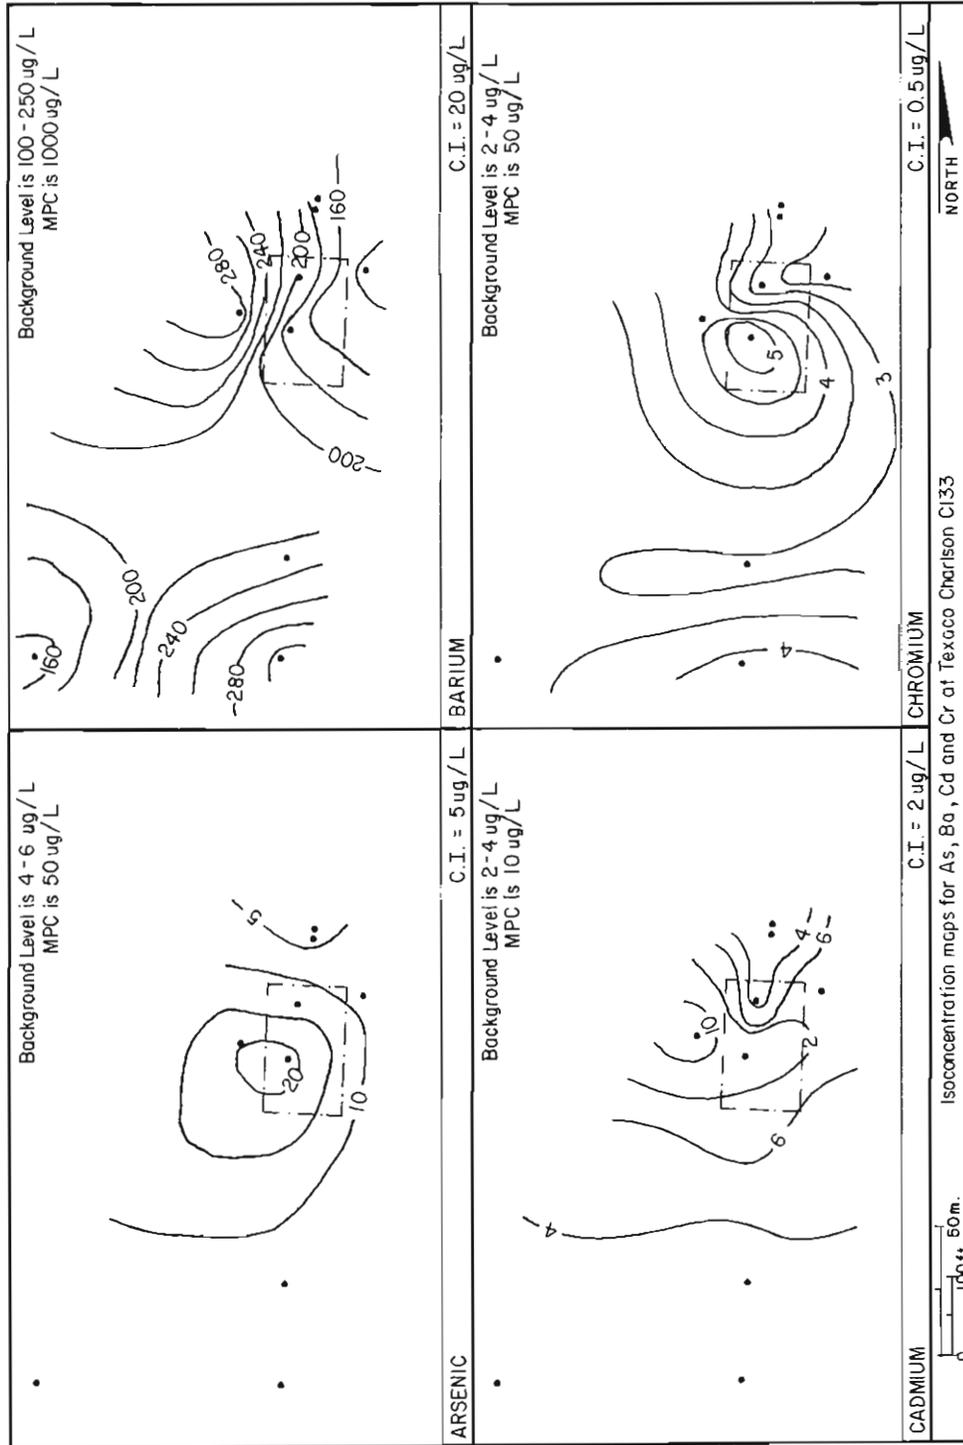 Background Level is 4-6 ug/L
MPC is 50 ug/L
5
20
10
ARSENIC
C.I. = 5 ug/L
Background Level is 100-250 ug/L
MPC is 1000 ug/L
160
200
240
-280
280-
240
200
160-
-200
BARIUM
C.I. = 20 ug/L
Background Level is 2-4 ug/L
MPC is 10 ug/L
4
10
2
6
4-
6-
CADMIUM
C.I. = 2 ug/L
Background Level is 2-4 ug/L
MPC is 50 ug/L
4
5
4
3
CHROMIUM
C.I. = 0.5 ug/L
0
100 ft
50 m.
Isoconcentration maps for As, Ba, Cd and Cr at Texaco Charlson C133
NORTH